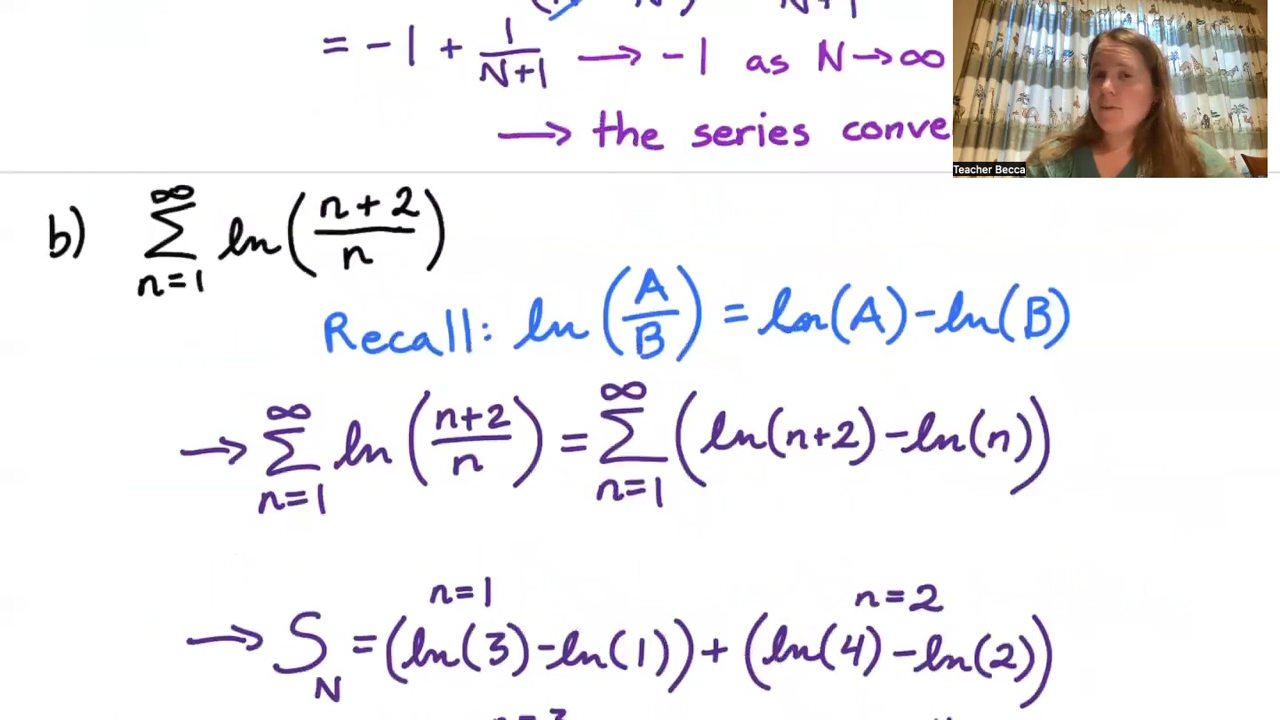 = -1 + 1/(N+1) → -1 as N→∞
→ the series conve
Teacher Becca
b) ∞ Σ n=1 ln((n+2)/n)
Recall: ln(A/B) = ln(A) - ln(B)
→ ∞ Σ n=1 ln((n+2)/n) = ∞ Σ n=1 (ln(n+2) - ln(n))
n=1 n=2
→ S_N = (ln(3) - ln(1)) + (ln(4) - ln(2))